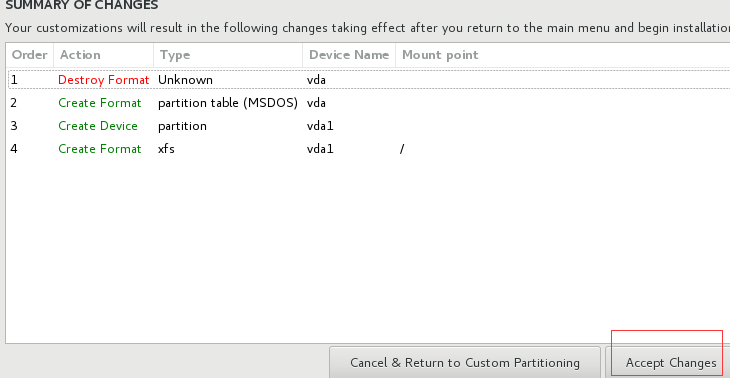 SUMMARY OF CHANGES
Your customizations will result in the following changes taking effect after you return to the main menu and begin installation
Order Action Type Device Name Mount point
1 Destroy Format Unknown vda
2 Create Format partition table (MSDOS) vda
3 Create Device partition vda1
4 Create Format xfs vda1 /
Cancel & Return to Custom Partitioning Accept Changes